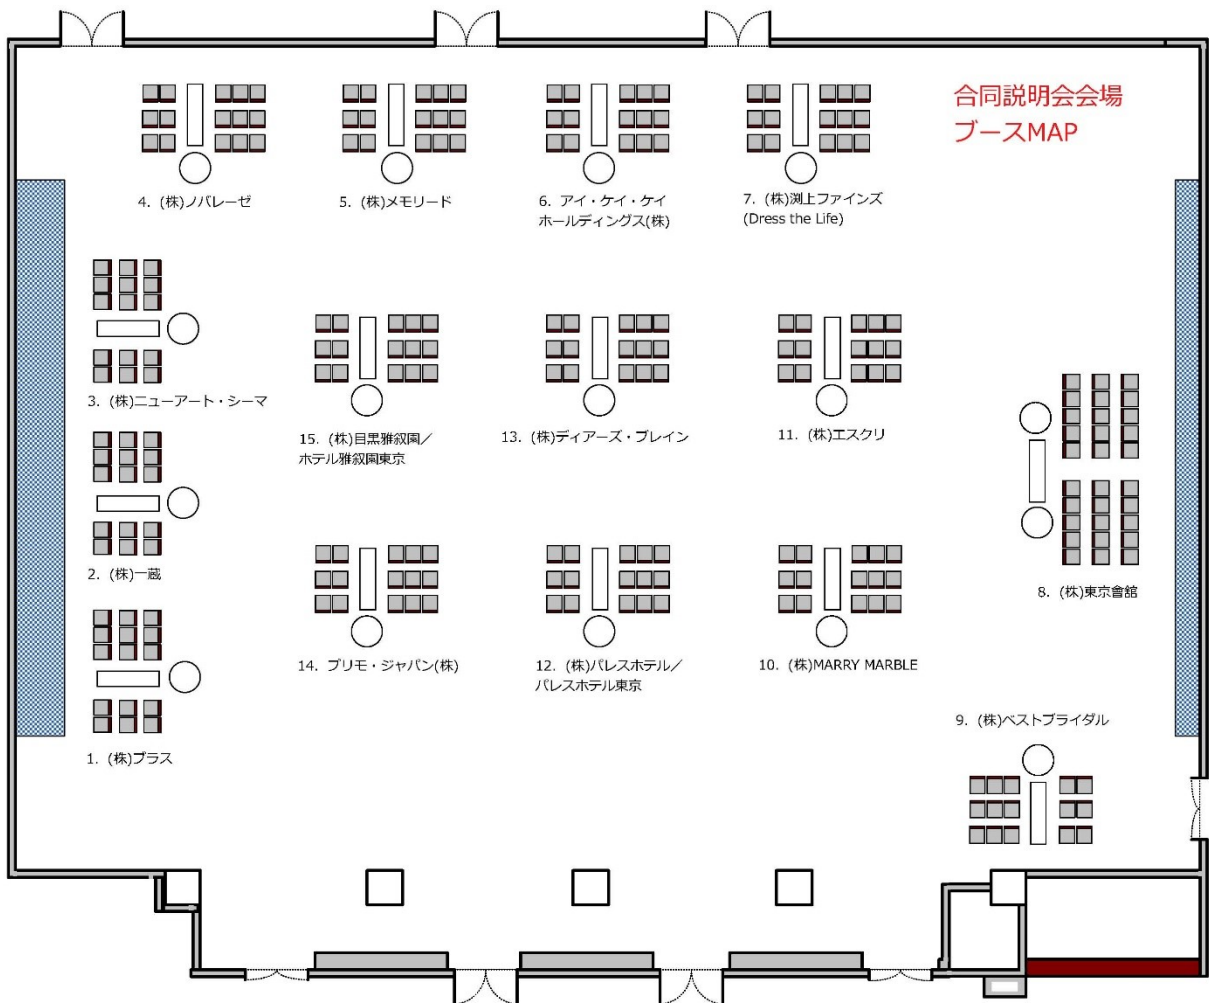 合同説明会会場
ブースMAP
4. (株)ノバレーゼ
5. (株)メモリード
6. アイ・ケイ・ケイ
ホールディングス(株)
7. (株)渕上ファインズ
(Dress the Life)
3. (株)ニューアート・シーマ
15. (株)目黒雅叙園／
ホテル雅叙園東京
13. (株)ディアーズ・ブレイン
11. (株)エスクリ
2. (株)一蔵
8. (株)東京會館
14. プリモ・ジャパン(株)
12. (株)パレスホテル／
パレスホテル東京
10. (株)MARRY MARBLE
9. (株)ベストブライダル
1. (株)ブラス